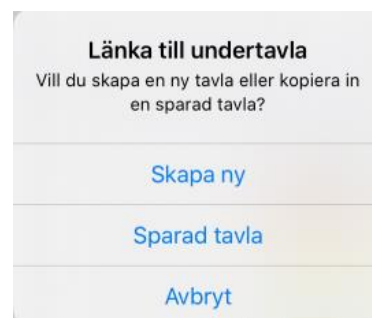 Länka till undertavla
Vill du skapa en ny tavla eller kopiera in
en sparad tavla?
Skapa ny
Sparad tavla
Avbryt